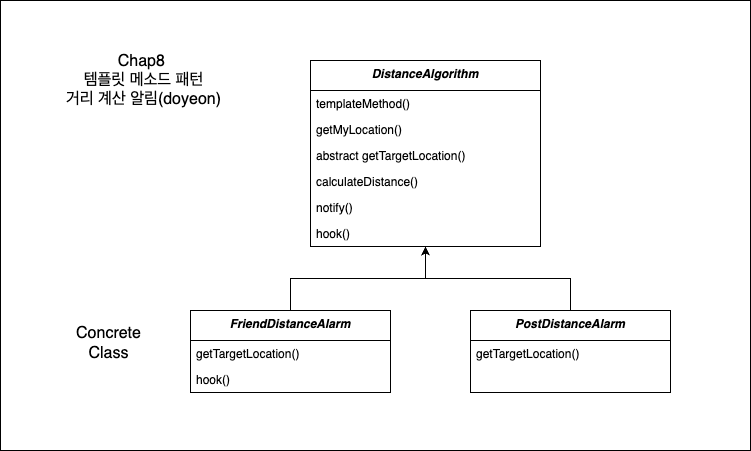 Chap8
템플릿 메소드 패턴
거리 계산 알림(doyeon)
DistanceAlgorithm
templateMethod()
getMyLocation()
abstract getTargetLocation()
calculateDistance()
notify()
hook()
Concrete
Class
FriendDistanceAlarm
getTargetLocation()
hook()
PostDistanceAlarm
getTargetLocation()